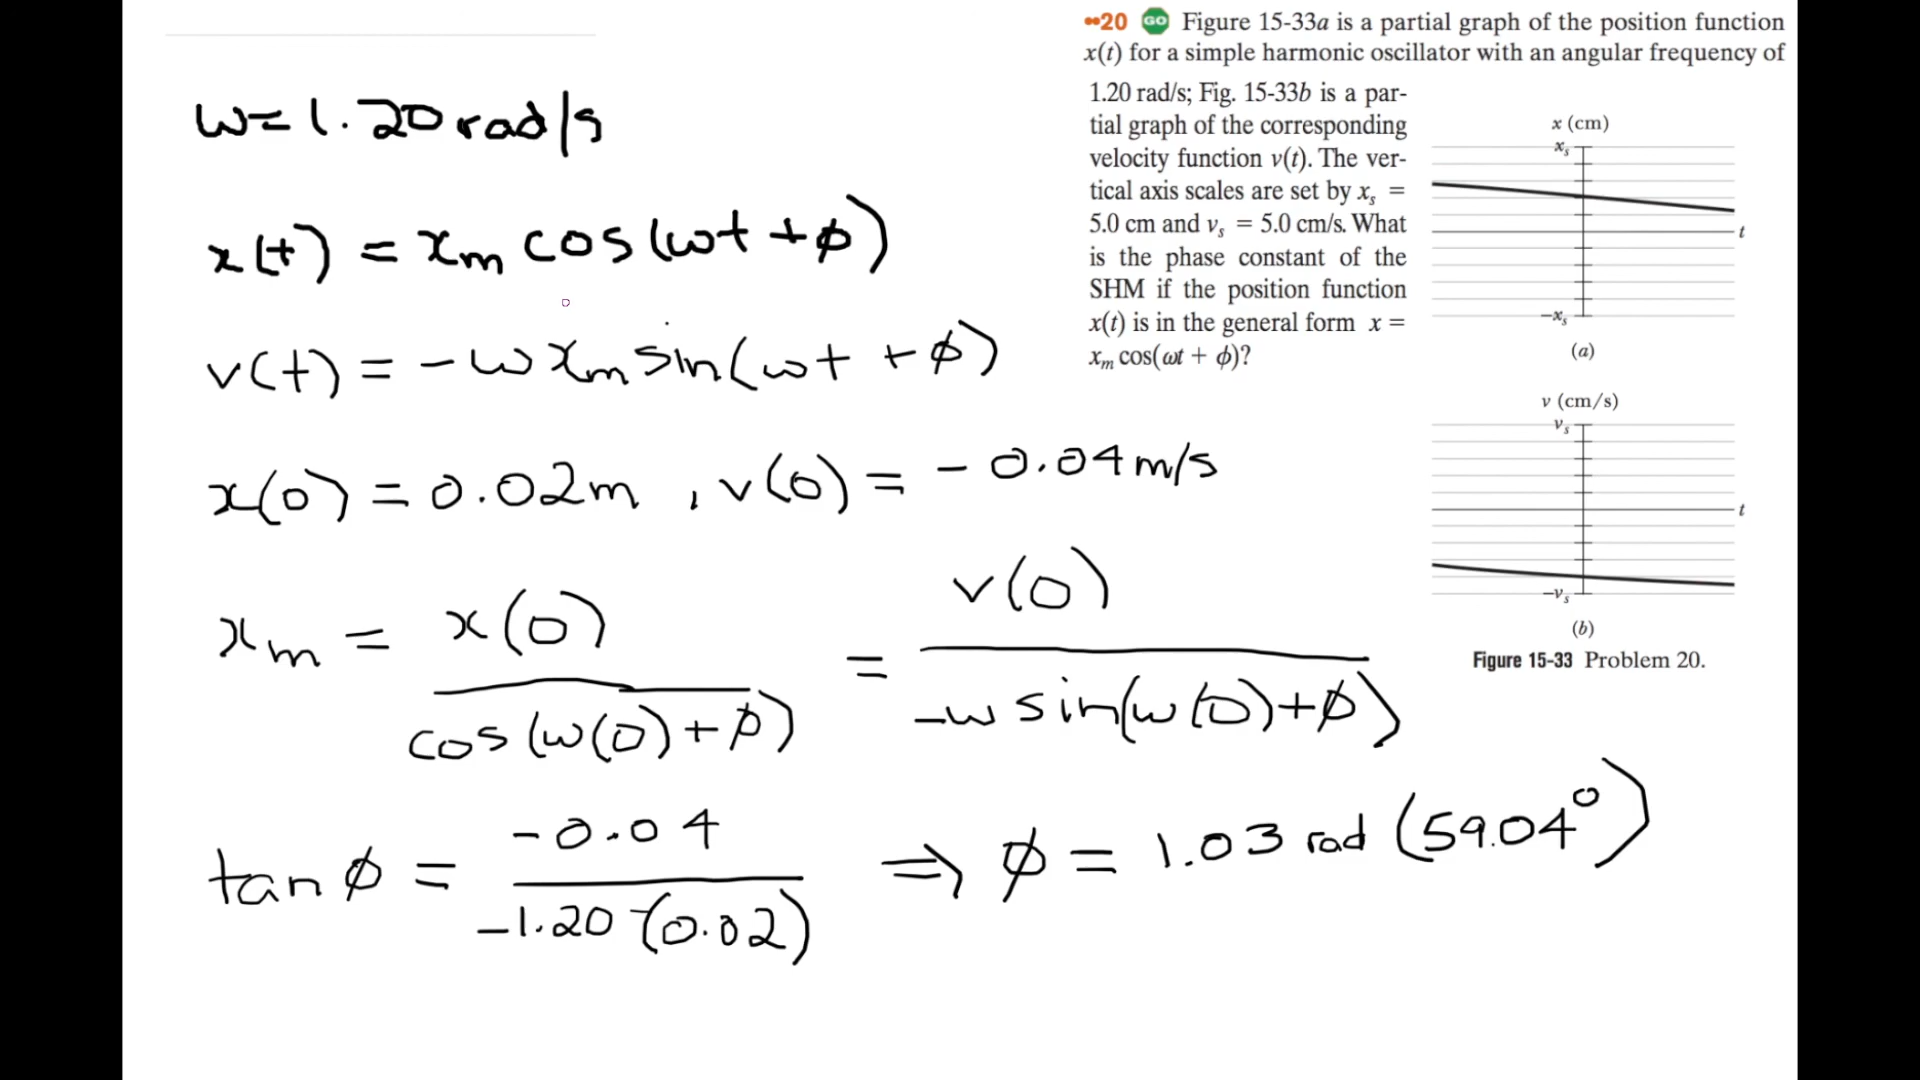 ••20 GO Figure 15-33a is a partial graph of the position function
x(t) for a simple harmonic oscillator with an angular frequency of
1.20 rad/s; Fig. 15-33b is a par-
tial graph of the corresponding
velocity function v(t). The ver-
tical axis scales are set by xₛ =
5.0 cm and vₛ = 5.0 cm/s. What
is the phase constant of the
SHM if the position function
x(t) is in the general form x =
xₘ cos(ωt + ϕ)?
x (cm)
xₛ
t
−xₛ
(a)
v (cm/s)
vₛ
t
−vₛ
(b)
Figure 15-33 Problem 20.
ω = 1.20 rad/s
x(t) = xₘ cos(ωt + ϕ)
v(t) = −ω xₘ sin(ωt + ϕ)
x(0) = 0.02m , v(0) = − 0.04 m/s
xₘ = x(0) / cos(ω(0)+ϕ) = v(0) / −ω sin(ω(0)+ϕ)
tan ϕ = −0.04 / −1.20 (0.02) ⇒ ϕ = 1.03 rad (59.04°)